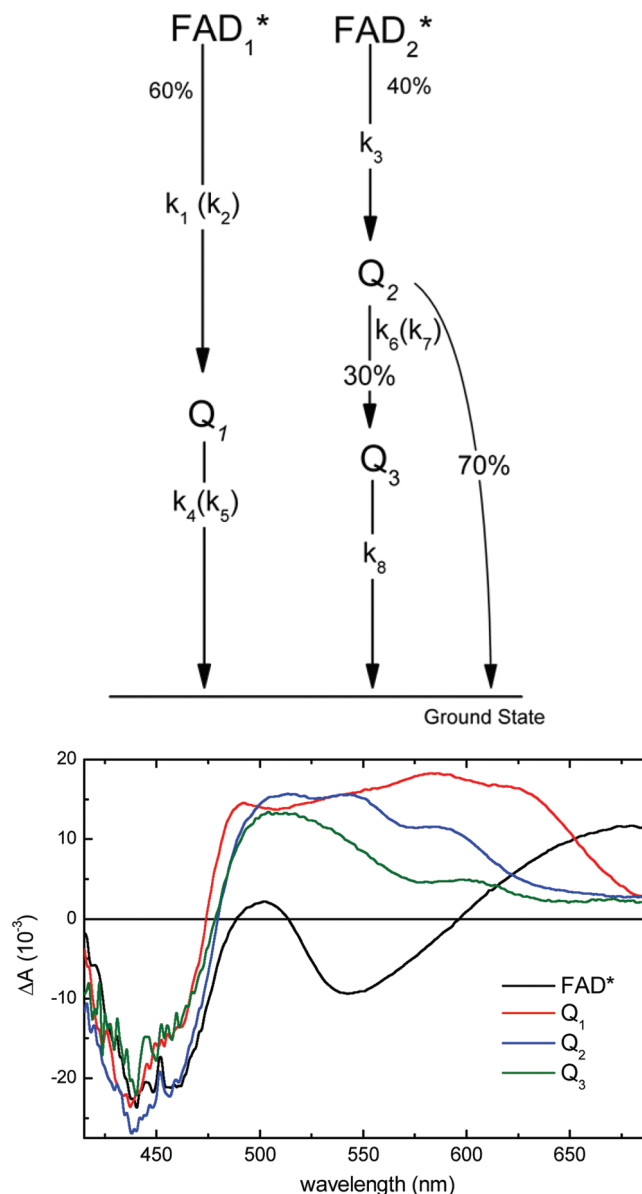 FAD₁* FAD₂*
60% 40%
k₃
k₁ (k₂)
Q₂
k₆(k₇)
30%
Q₁
Q₃
70%
k₄(k₅)
k₈
Ground State
20
10
0
-10
-20
ΔA (10⁻³)
FAD*
Q₁
Q₂
Q₃
450 500 550 600 650
wavelength (nm)